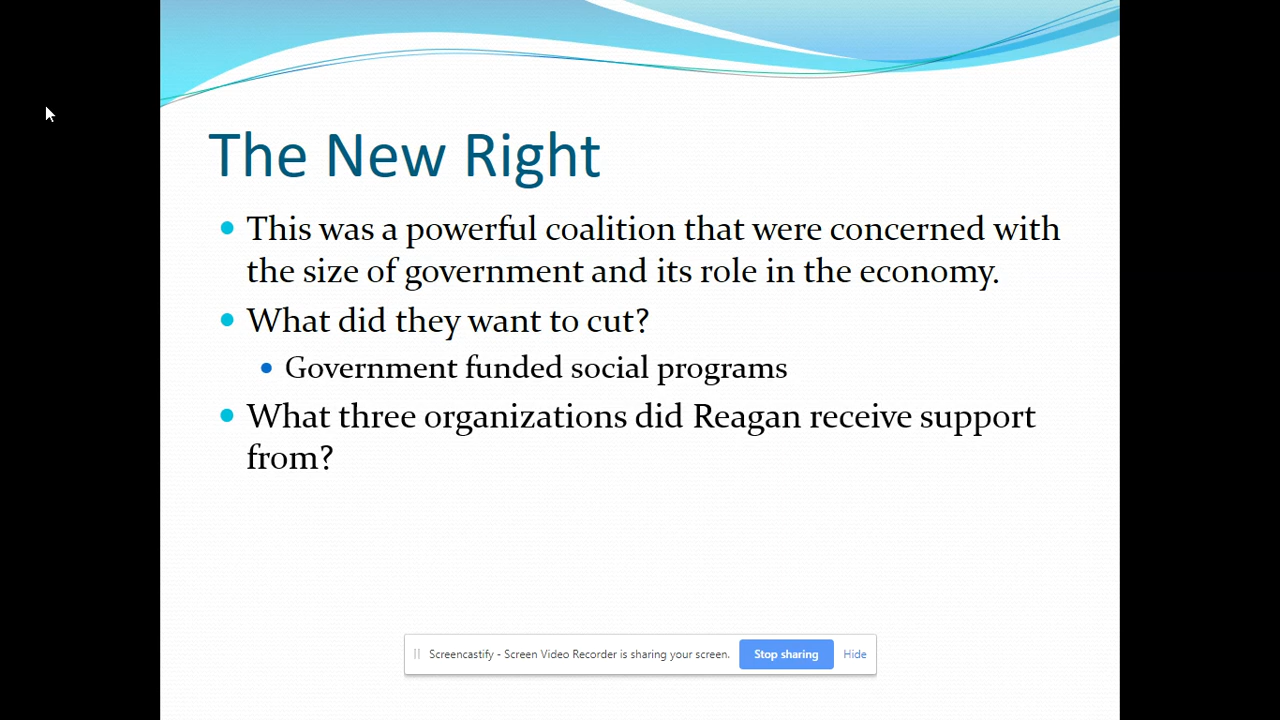 The New Right
This was a powerful coalition that were concerned with
the size of government and its role in the economy.
What did they want to cut?
Government funded social programs
What three organizations did Reagan receive support
from?
Screencastify - Screen Video Recorder is sharing your screen. Stop sharing Hide